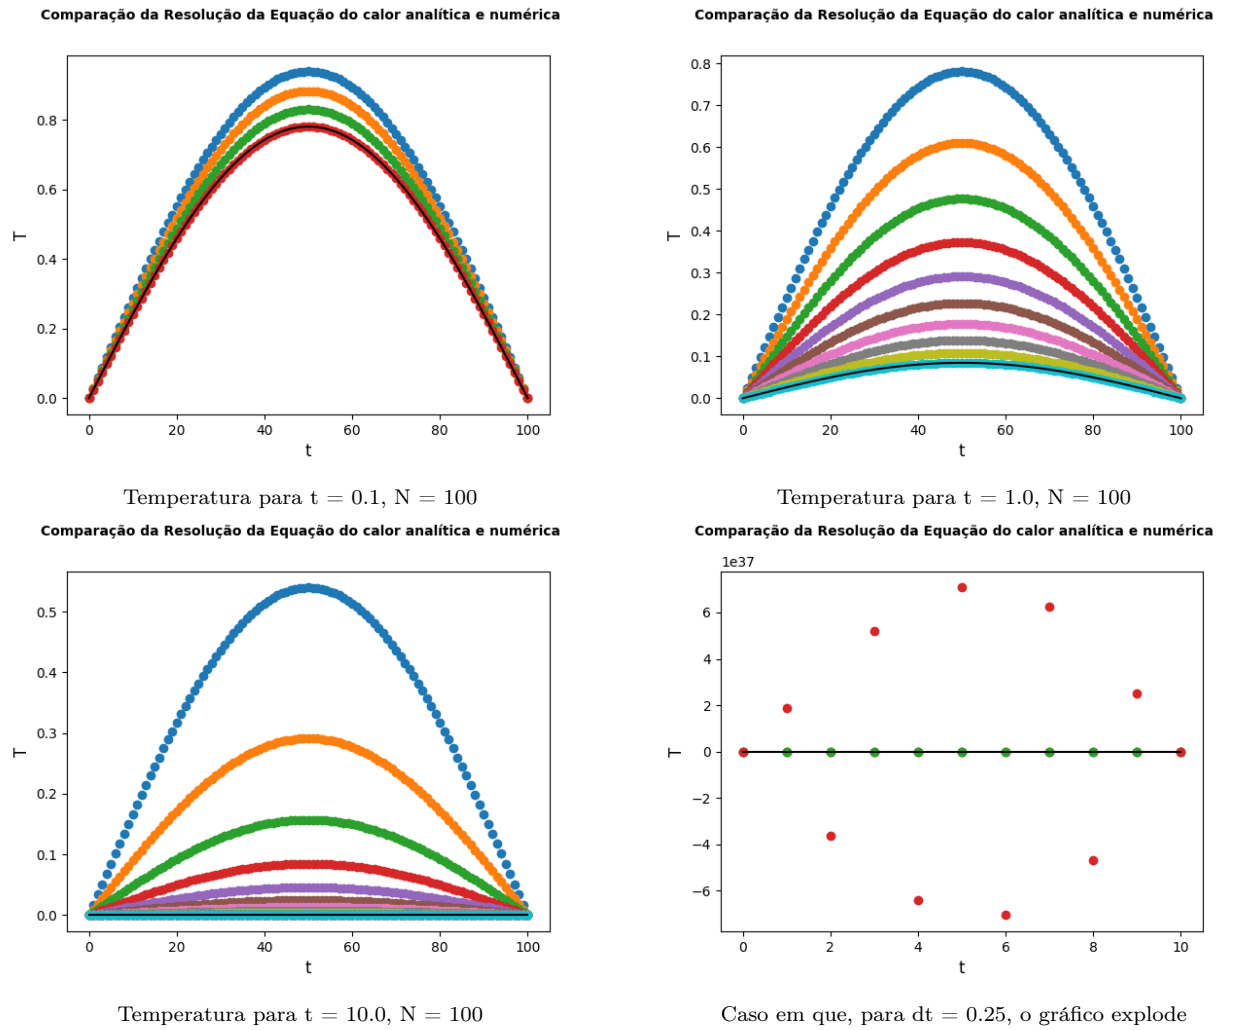 Comparação da Resolução da Equação do calor analítica e numérica
T
0.8
0.6
0.4
0.2
0.0
0 20 40 60 80 100
t
Temperatura para t = 0.1, N = 100
Comparação da Resolução da Equação do calor analítica e numérica
T
0.8
0.7
0.6
0.5
0.4
0.3
0.2
0.1
0.0
0 20 40 60 80 100
t
Temperatura para t = 1.0, N = 100
Comparação da Resolução da Equação do calor analítica e numérica
T
0.5
0.4
0.3
0.2
0.1
0.0
0 20 40 60 80 100
t
Temperatura para t = 10.0, N = 100
Comparação da Resolução da Equação do calor analítica e numérica
1e37
T
6
4
2
0
−2
−4
−6
0 2 4 6 8 10
t
Caso em que, para dt = 0.25, o gráfico explode